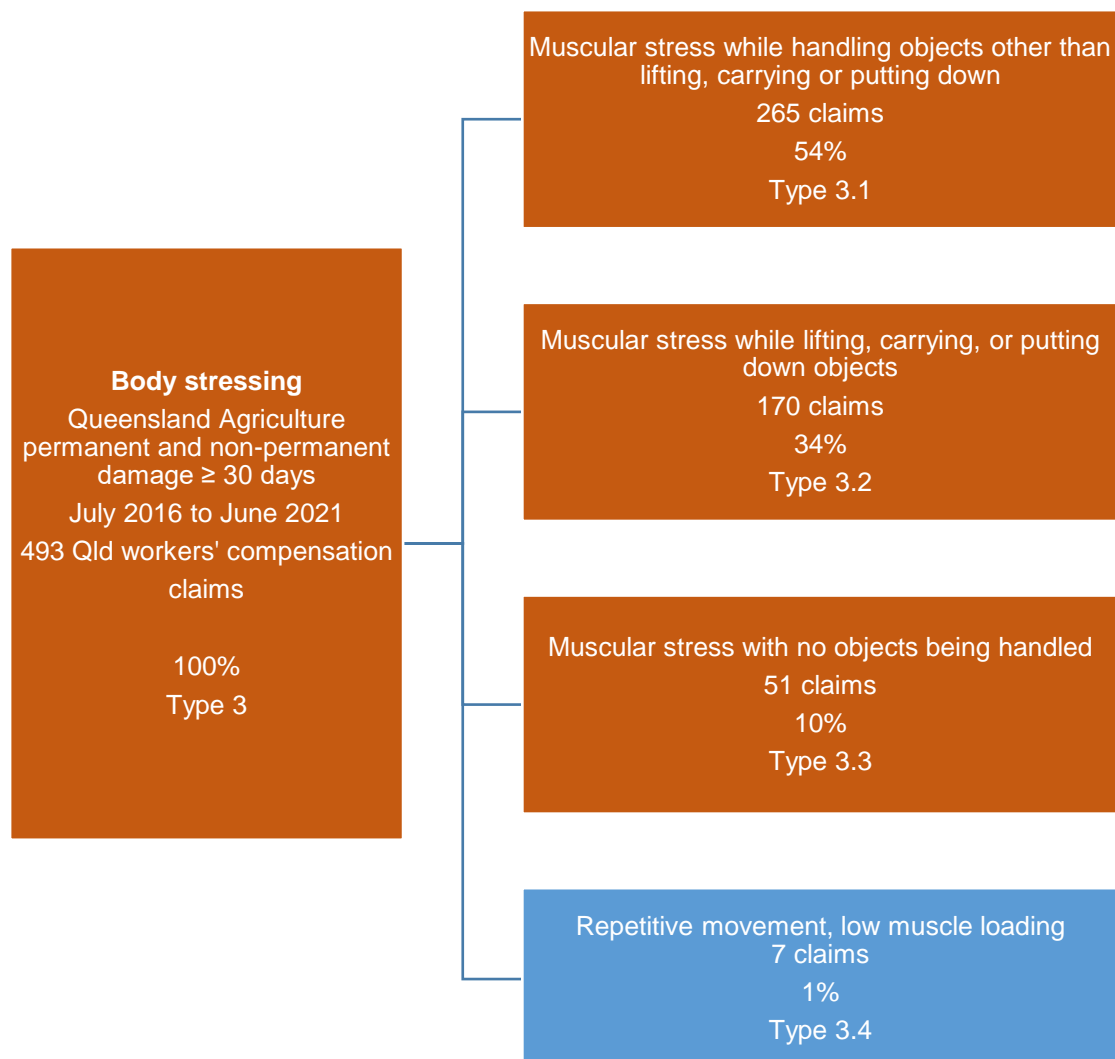 Body stressing
Queensland Agriculture
permanent and non-permanent
damage ≥ 30 days
July 2016 to June 2021
493 Qld workers' compensation
claims
100%
Type 3
Muscular stress while handling objects other than
lifting, carrying or putting down
265 claims
54%
Type 3.1
Muscular stress while lifting, carrying, or putting
down objects
170 claims
34%
Type 3.2
Muscular stress with no objects being handled
51 claims
10%
Type 3.3
Repetitive movement, low muscle loading
7 claims
1%
Type 3.4